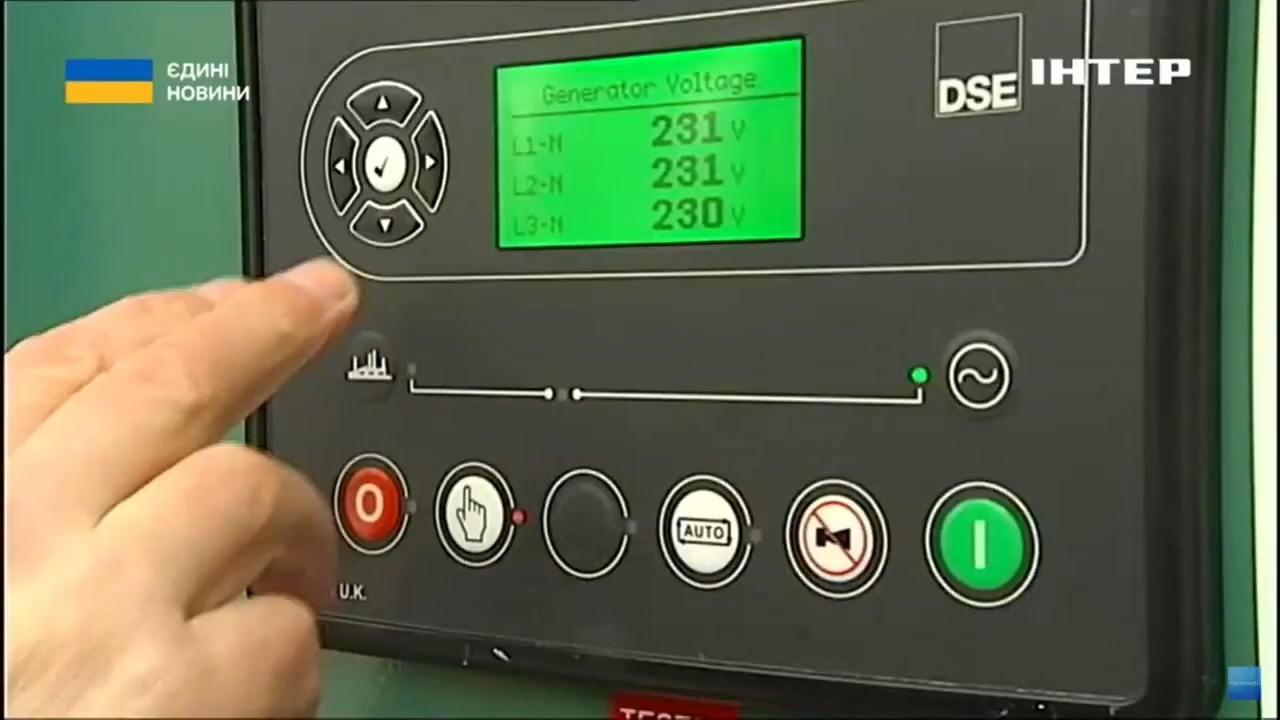 ЄДИНІ
НОВИНИ
Generator Voltage
L1-N 231 V
L2-N 231 V
L3-N 230 V
DSE
ІНТЕР
O
AUTO
I
U.K.